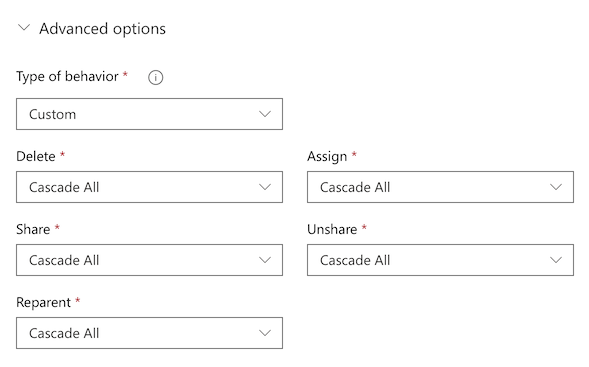 Advanced options
Type of behavior *
Custom
Delete * Assign *
Cascade All Cascade All
Share * Unshare *
Cascade All Cascade All
Reparent *
Cascade All